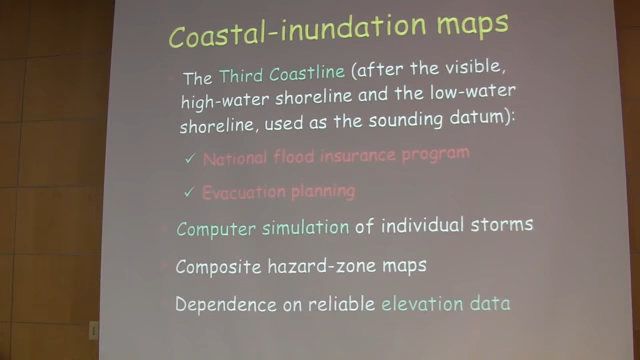 Coastal-inundation maps
The Third Coastline (after the visible,
high-water shoreline and the low-water
shoreline, used as the sounding datum):
✓ National flood insurance program
✓ Evacuation planning
Computer simulation of individual storms
Composite hazard-zone maps
Dependence on reliable elevation data